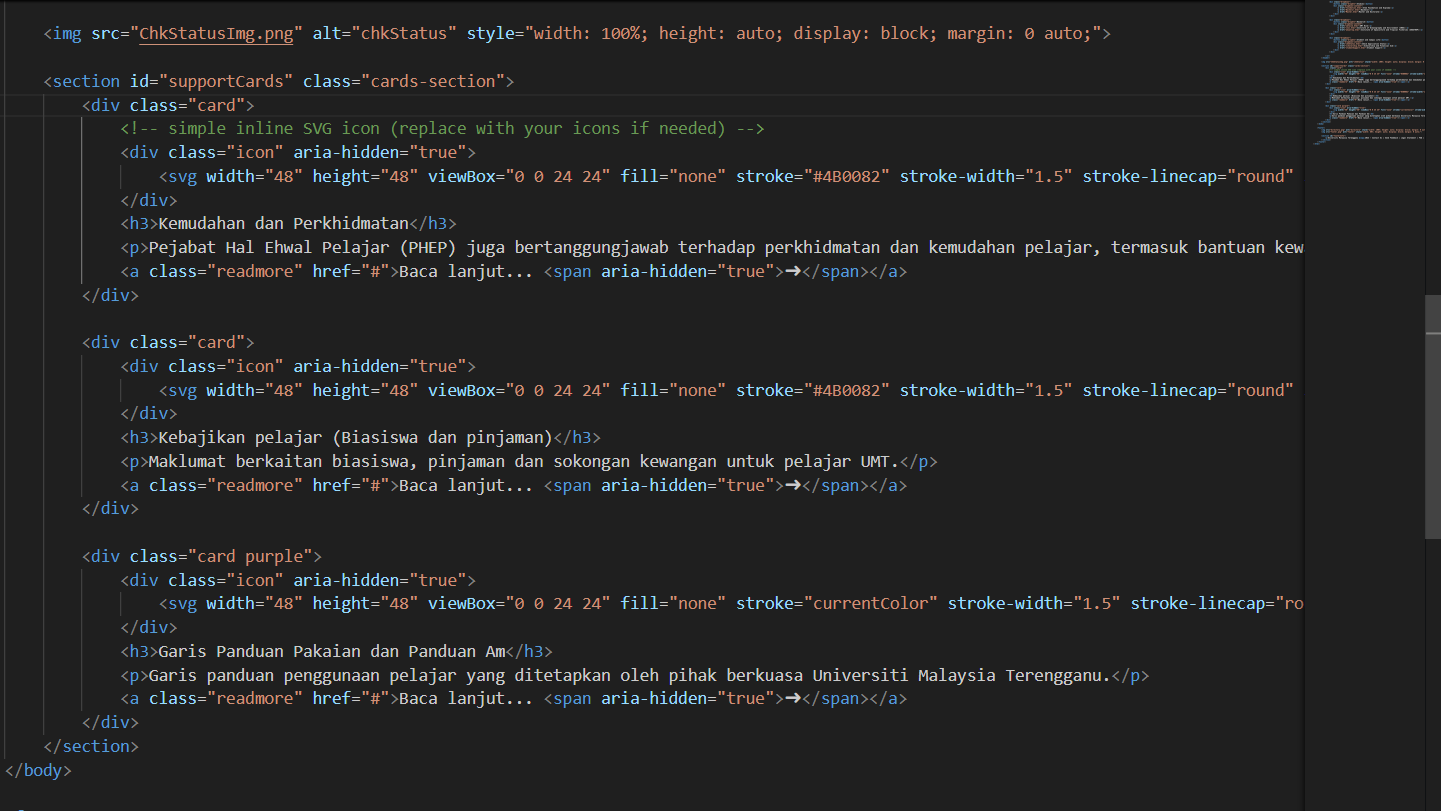 <img src="ChkStatusImg.png" alt="chkStatus" style="width: 100%; height: auto; display: block; margin: 0 auto;">
<section id="supportCards" class="cards-section">
<div class="card">
<!-- simple inline SVG icon (replace with your icons if needed) -->
<div class="icon" aria-hidden="true">
<svg width="48" height="48" viewBox="0 0 24 24" fill="none" stroke="#4B0082" stroke-width="1.5" stroke-linecap="round"
</div>
<h3>Kemudahan dan Perkhidmatan</h3>
<p>Pejabat Hal Ehwal Pelajar (PHEP) juga bertanggungjawab terhadap perkhidmatan dan kemudahan pelajar, termasuk bantuan kew
<a class="readmore" href="#">Baca lanjut... <span aria-hidden="true">➜</span></a>
</div>
<div class="card">
<div class="icon" aria-hidden="true">
<svg width="48" height="48" viewBox="0 0 24 24" fill="none" stroke="#4B0082" stroke-width="1.5" stroke-linecap="round"
</div>
<h3>Kebajikan pelajar (Biasiswa dan pinjaman)</h3>
<p>Maklumat berkaitan biasiswa, pinjaman dan sokongan kewangan untuk pelajar UMT.</p>
<a class="readmore" href="#">Baca lanjut... <span aria-hidden="true">➜</span></a>
</div>
<div class="card purple">
<div class="icon" aria-hidden="true">
<svg width="48" height="48" viewBox="0 0 24 24" fill="none" stroke="currentColor" stroke-width="1.5" stroke-linecap="ro
</div>
<h3>Garis Panduan Pakaian dan Panduan Am</h3>
<p>Garis panduan penggunaan pelajar yang ditetapkan oleh pihak berkuasa Universiti Malaysia Terengganu.</p>
<a class="readmore" href="#">Baca lanjut... <span aria-hidden="true">➜</span></a>
</div>
</section>
</body>